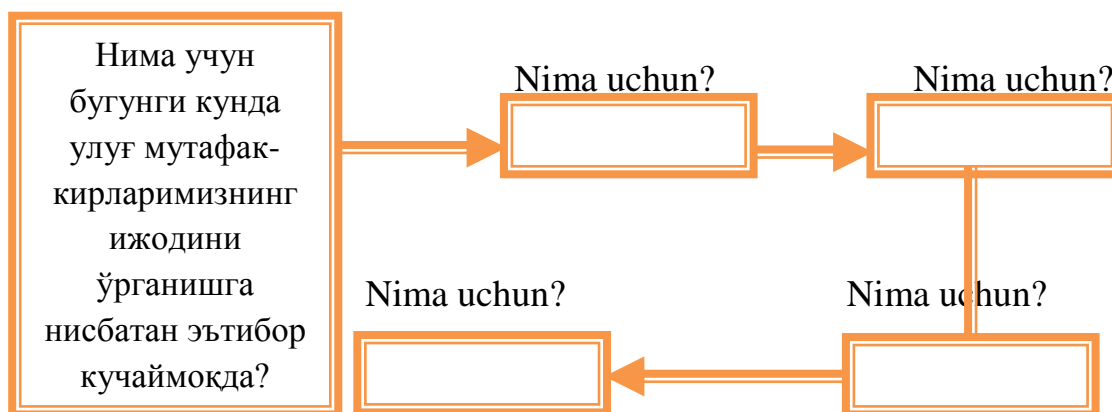 Нима учун
бугунги кунда
улуғ мутафак-
кирларимизнинг
ижодини
ўрганишга
нисбатан эътибор
кучаймоқда?
Nima uchun?
Nima uchun?
Nima uchun?
Nima uchun?